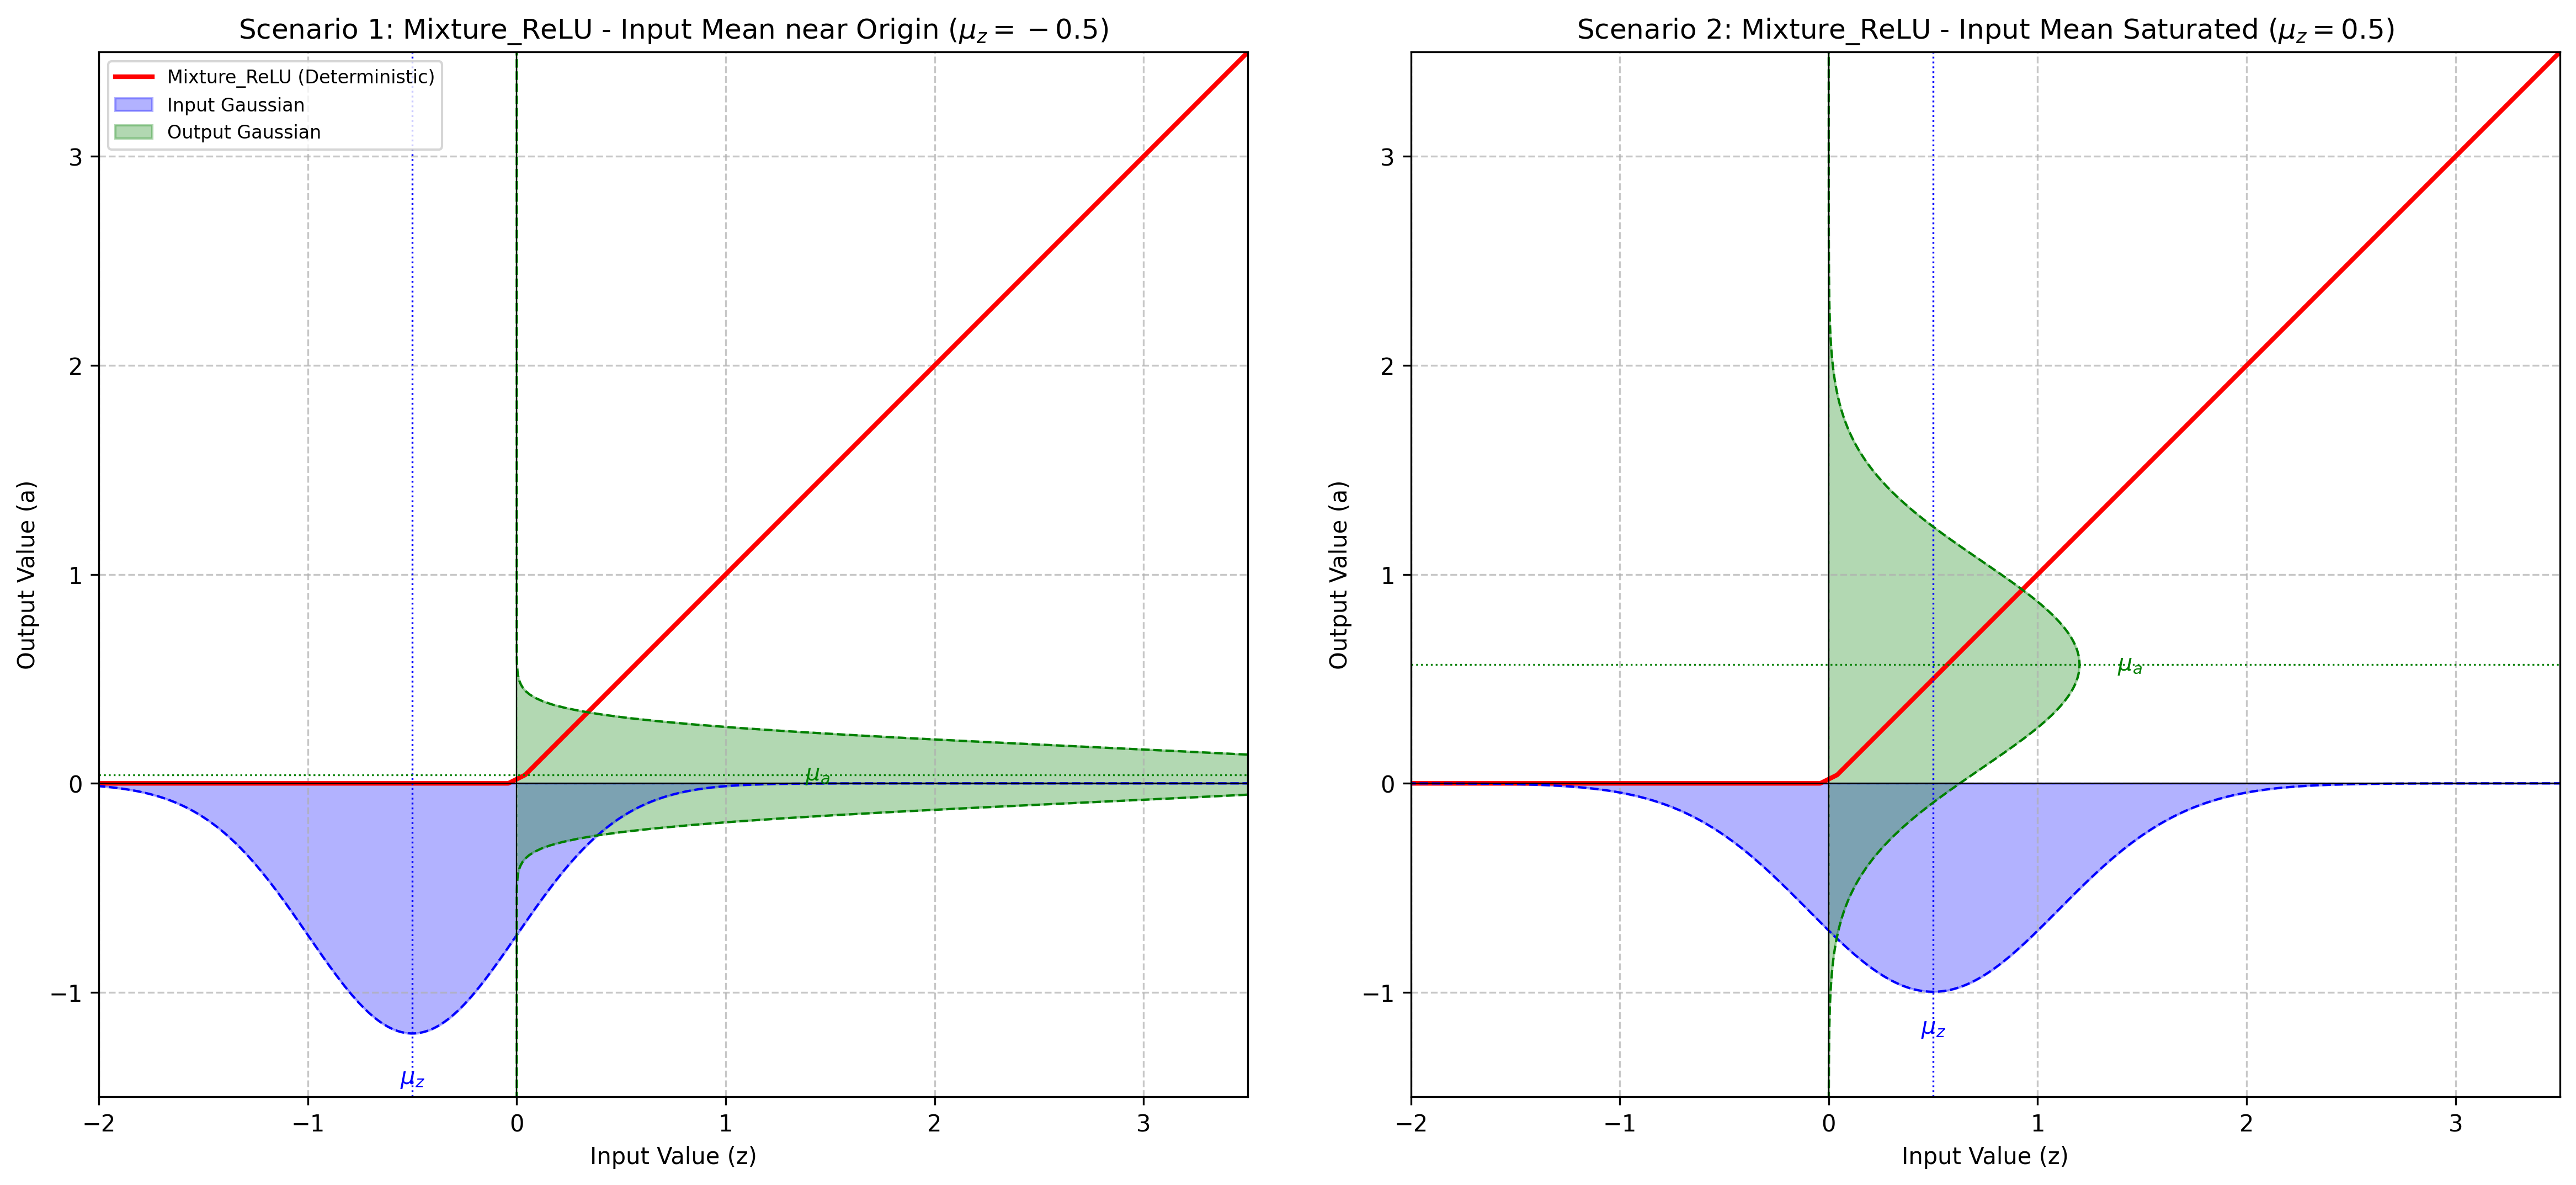 Scenario 1: Mixture_ReLU - Input Mean near Origin (μz = −0.5)
Mixture_ReLU (Deterministic)
Input Gaussian
Output Gaussian
3
2
1
0
−1
Output Value (a)
μa
μz
−2 −1 0 1 2 3
Input Value (z)
Scenario 2: Mixture_ReLU - Input Mean Saturated (μz = 0.5)
3
2
1
0
−1
Output Value (a)
μa
μz
−2 −1 0 1 2 3
Input Value (z)